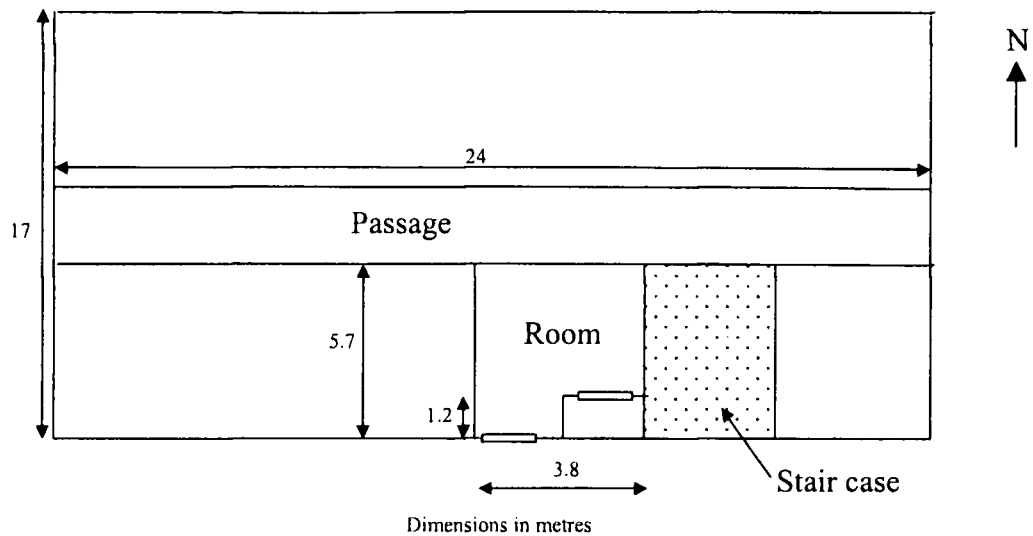 N
24
Passage
17
5.7
Room
1.2
3.8
Stair case
Dimensions in metres